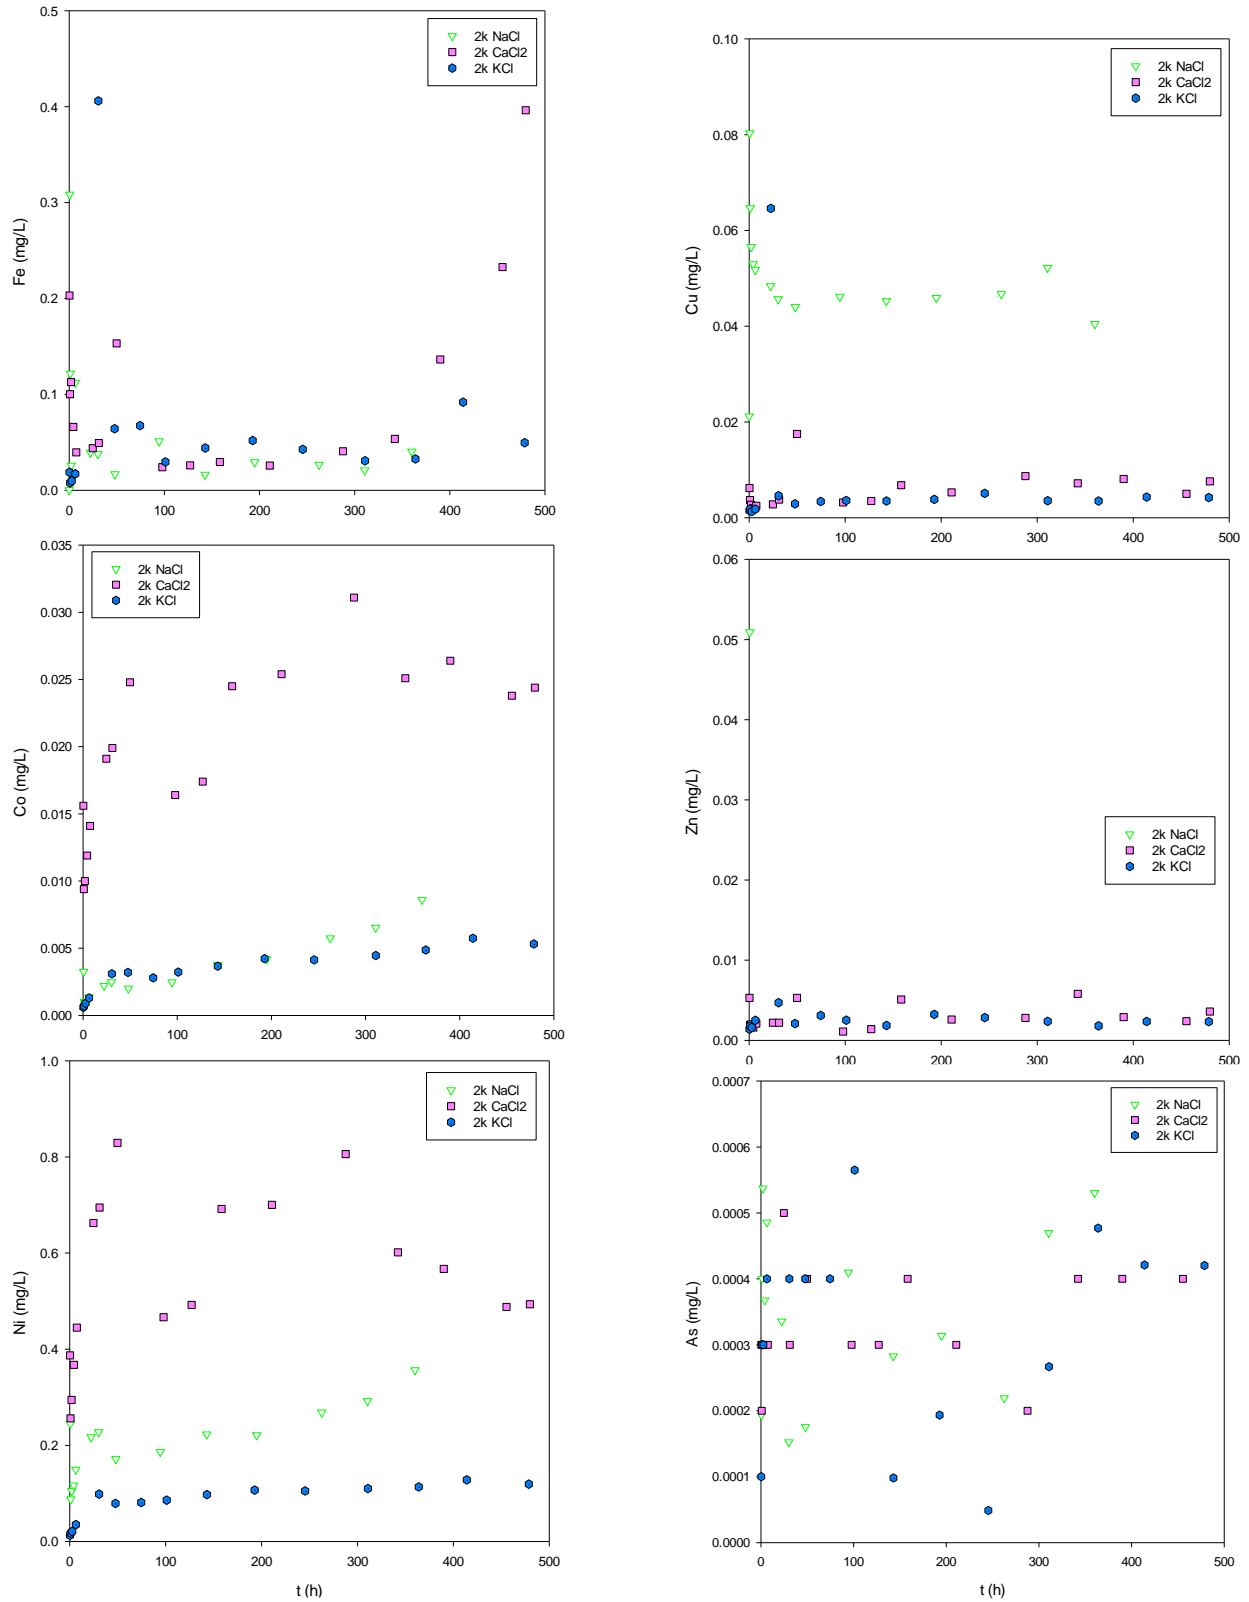 0.5
0.4
0.3
0.2
0.1
0.0
Fe (mg/L)
0
100
200
300
400
500
2k NaCl
2k CaCl2
2k KCl
0.10
0.08
0.06
0.04
0.02
0.00
Cu (mg/L)
0
100
200
300
400
500
2k NaCl
2k CaCl2
2k KCl
0.035
0.030
0.025
0.020
0.015
0.010
0.005
0.000
Co (mg/L)
0
100
200
300
400
500
2k NaCl
2k CaCl2
2k KCl
0.06
0.05
0.04
0.03
0.02
0.01
0.00
Zn (mg/L)
0
100
200
300
400
500
2k NaCl
2k CaCl2
2k KCl
1.0
0.8
0.6
0.4
0.2
0.0
Ni (mg/L)
0
100
200
300
400
500
t (h)
2k NaCl
2k CaCl2
2k KCl
0.0007
0.0006
0.0005
0.0004
0.0003
0.0002
0.0001
0.0000
As (mg/L)
0
100
200
300
400
500
t (h)
2k NaCl
2k CaCl2
2k KCl